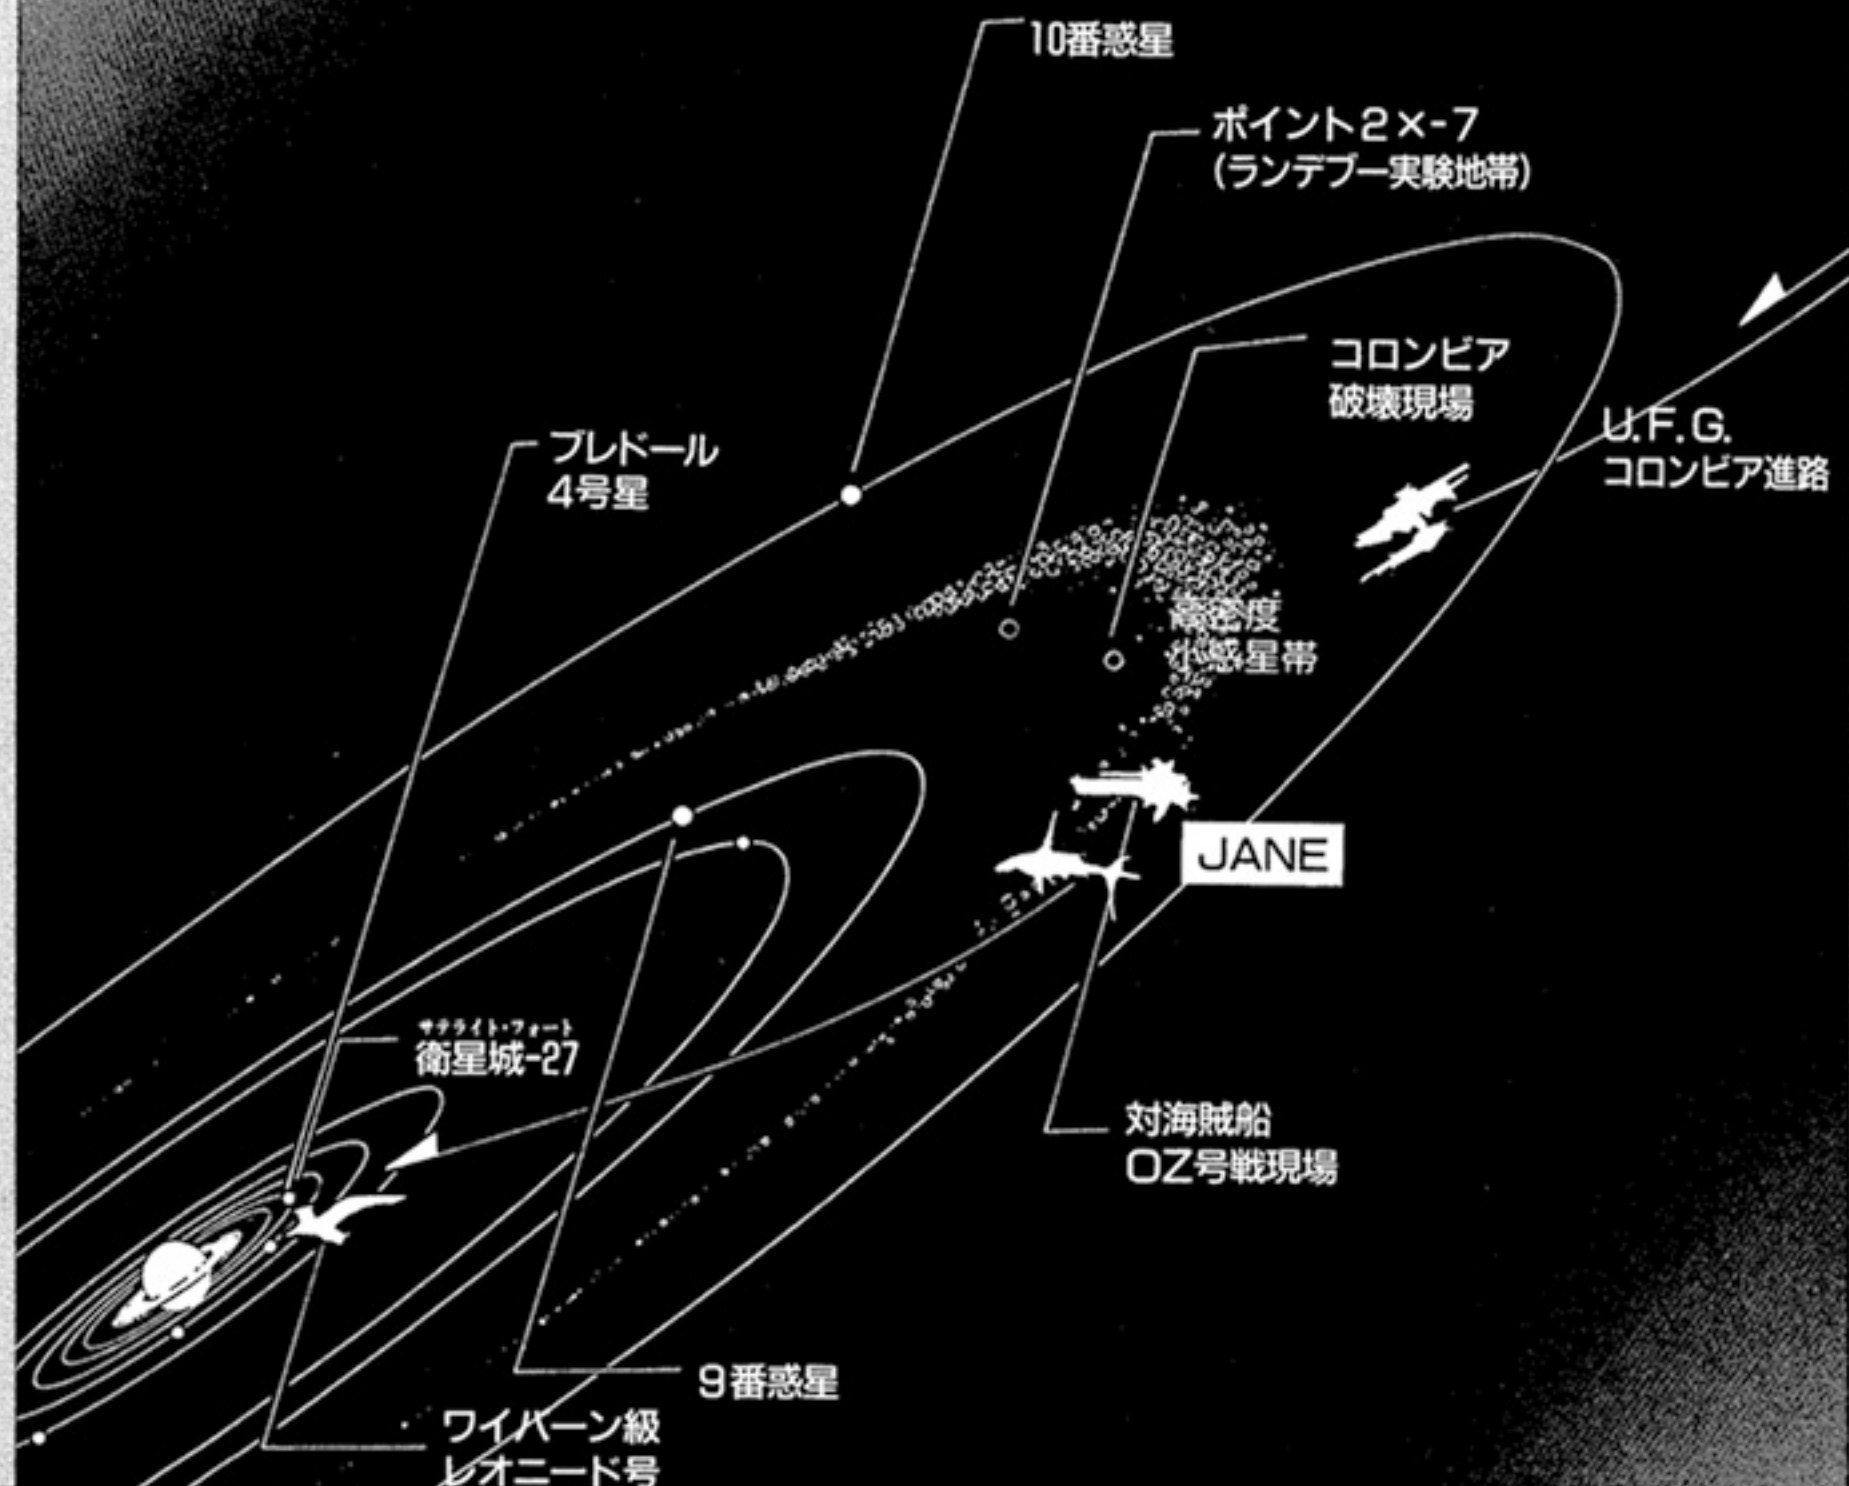 10番惑星
ポイント2×-7
(ランデブー実験地帯)
コロンビア
破壊現場
U.F.G.
コロンビア進路
ブレドール
4号星
高密度
小惑星帯
JANE
サテライト・フォート
衛星城-27
対海賊船
OZ号戦現場
9番惑星
ワイバーン級
レオニード号